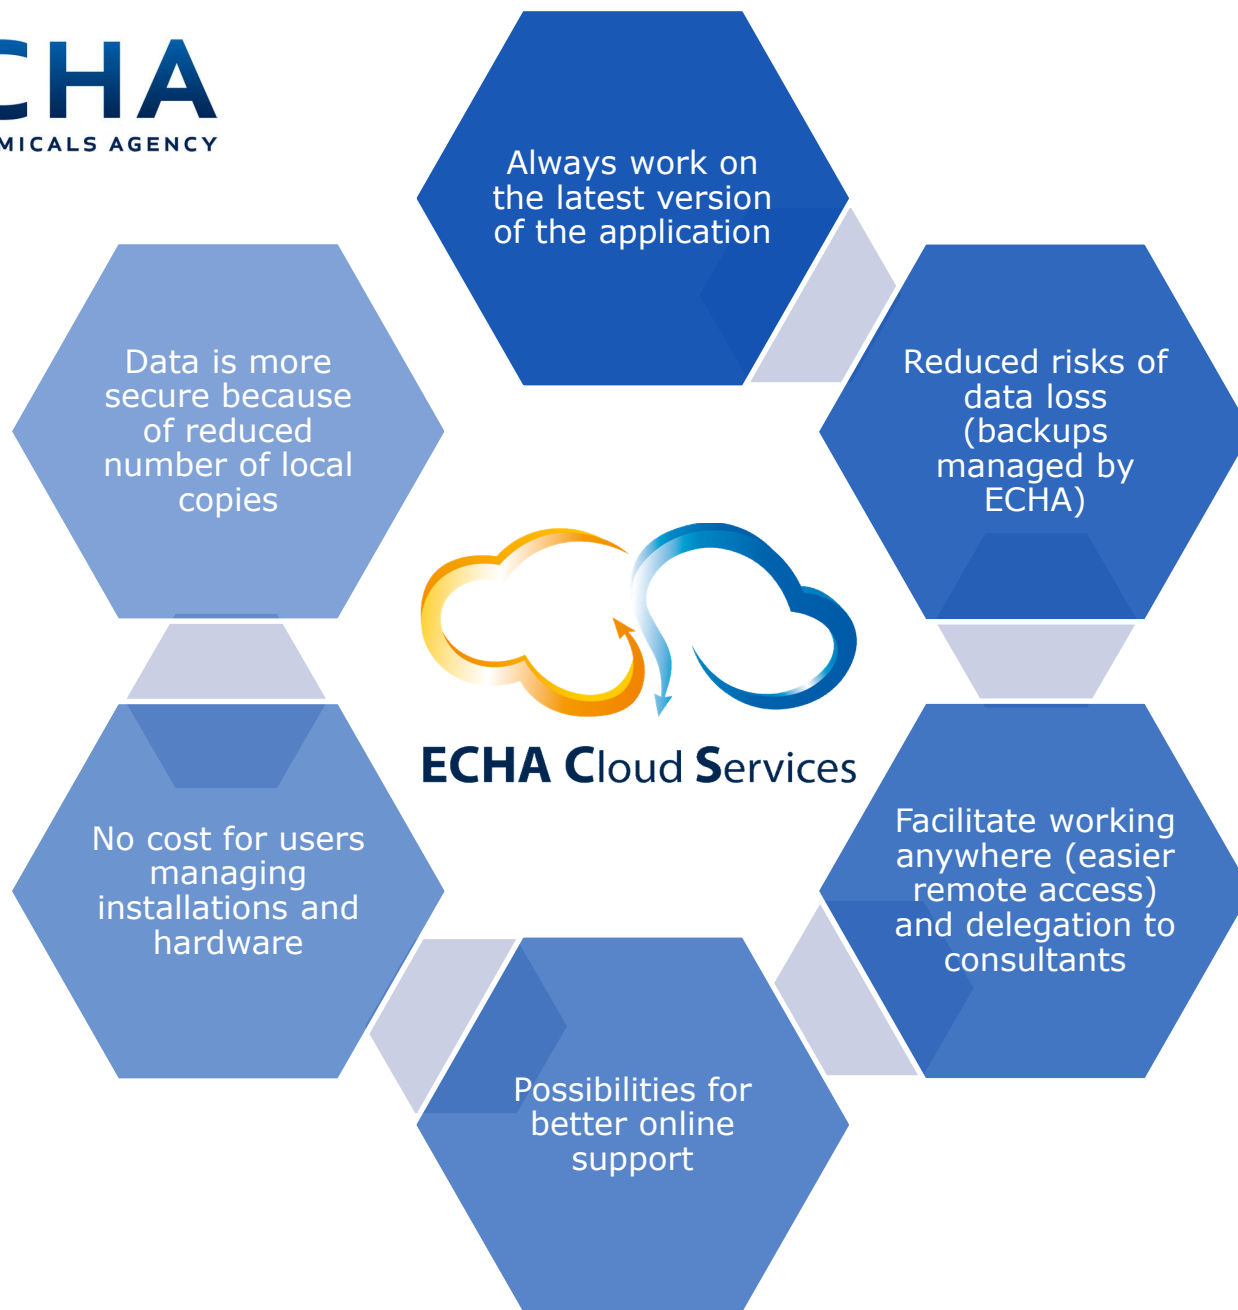 CHA
MICALS AGENCY
Always work on
the latest version
of the application
Reduced risks of
data loss
(backups
managed by
ECHA)
Facilitate working
anywhere (easier
remote access)
and delegation to
consultants
Possibilities for
better online
support
No cost for users
managing
installations and
hardware
Data is more
secure because
of reduced
number of local
copies
ECHA Cloud Services